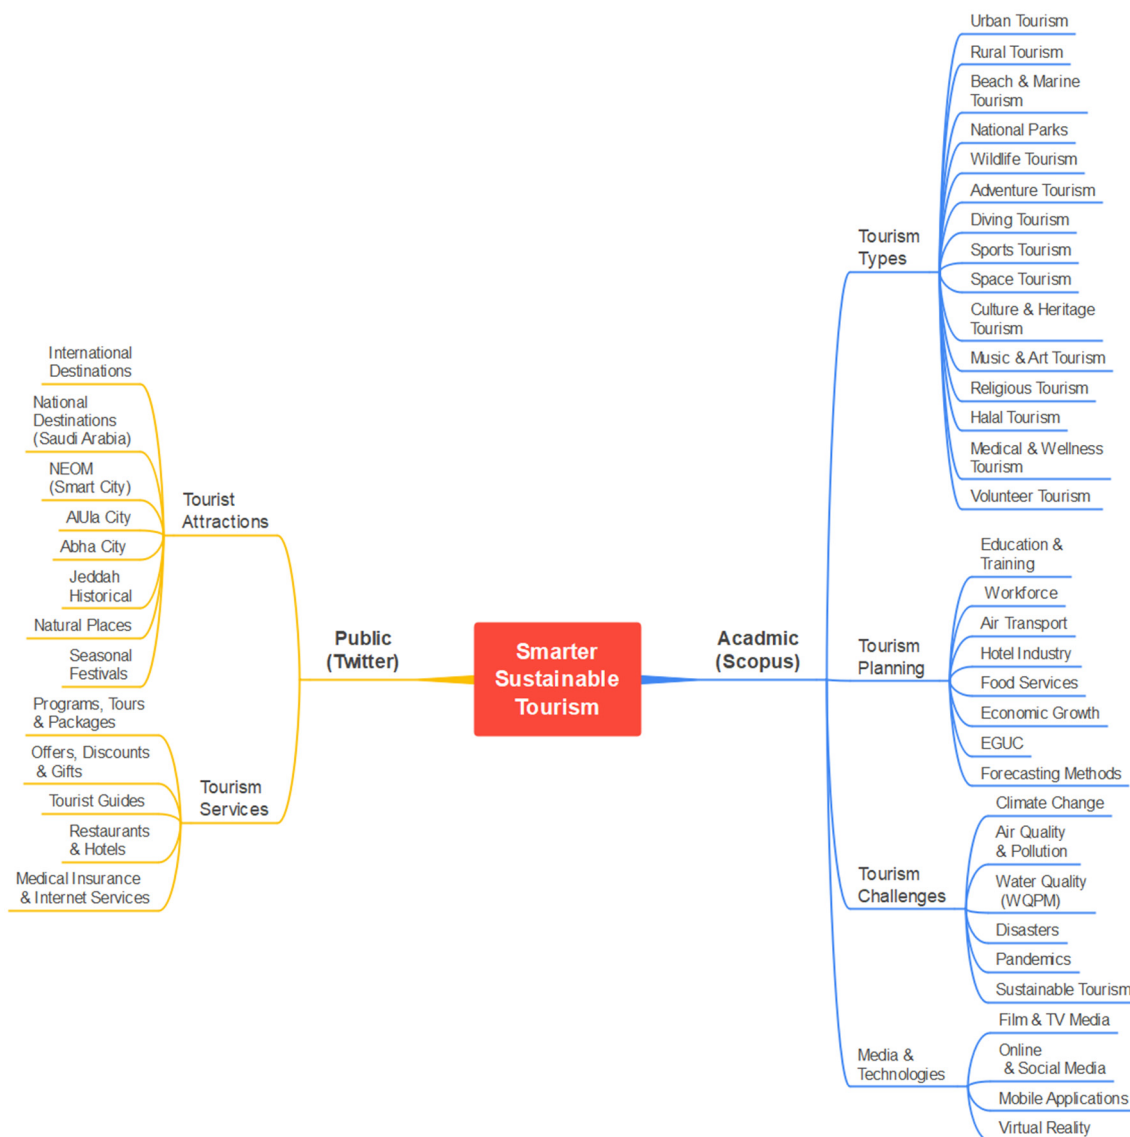 Smarter
Sustainable
Tourism
Public
(Twitter)
Tourist
Attractions
International
Destinations
National
Destinations
(Saudi Arabia)
NEOM
(Smart City)
AlUla City
Abha City
Jeddah
Historical
Natural Places
Seasonal
Festivals
Tourism
Services
Programs, Tours
& Packages
Offers, Discounts
& Gifts
Tourist Guides
Restaurants
& Hotels
Medical Insurance
& Internet Services
Acadmic
(Scopus)
Tourism
Types
Urban Tourism
Rural Tourism
Beach & Marine
Tourism
National Parks
Wildlife Tourism
Adventure Tourism
Diving Tourism
Sports Tourism
Space Tourism
Culture & Heritage
Tourism
Music & Art Tourism
Religious Tourism
Halal Tourism
Medical & Wellness
Tourism
Volunteer Tourism
Tourism
Planning
Education &
Training
Workforce
Air Transport
Hotel Industry
Food Services
Economic Growth
EGUC
Forecasting Methods
Tourism
Challenges
Climate Change
Air Quality
& Pollution
Water Quality
(WQPM)
Disasters
Pandemics
Sustainable Tourism
Media &
Technologies
Film & TV Media
Online
& Social Media
Mobile Applications
Virtual Reality